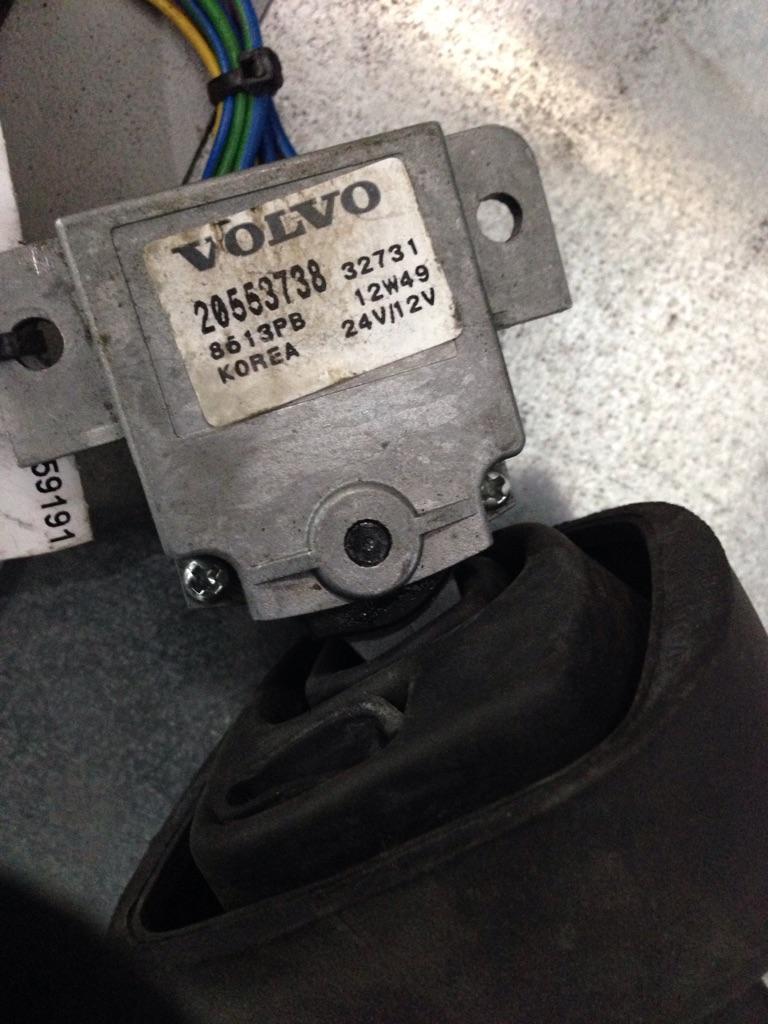 VOLVO
20553738 32731
8613PB 12W49
KOREA 24V/12V
59191